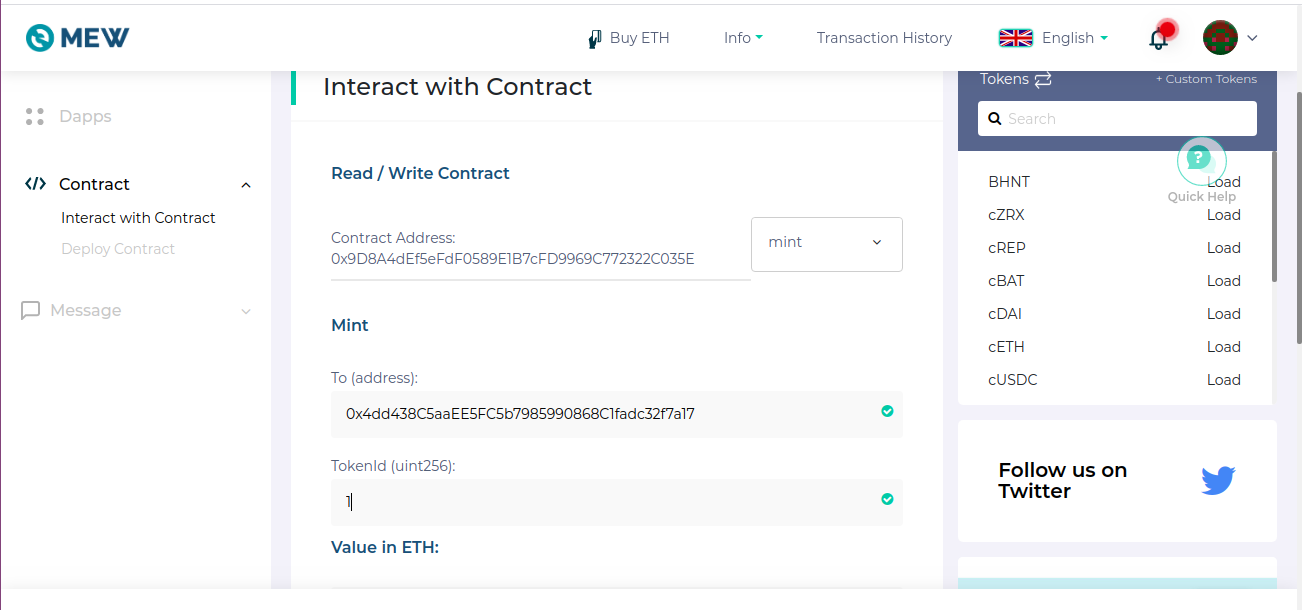 MEW
Buy ETH
Info
Transaction History
English
Dapps
Contract
Interact with Contract
Deploy Contract
Message
Interact with Contract
Read / Write Contract
Contract Address:
0x9D8A4dEf5eFdF0589E1B7cFD9969C772322C035E
mint
Mint
To (address):
0x4dd438C5aaEE5FC5b7985990868C1fadc32f7a17
TokenId (uint256):
1
Value in ETH:
Tokens
+ Custom Tokens
Search
?
Quick Help
BHNT Load
cZRX Load
cREP Load
cBAT Load
cDAI Load
cETH Load
cUSDC Load
Follow us on
Twitter